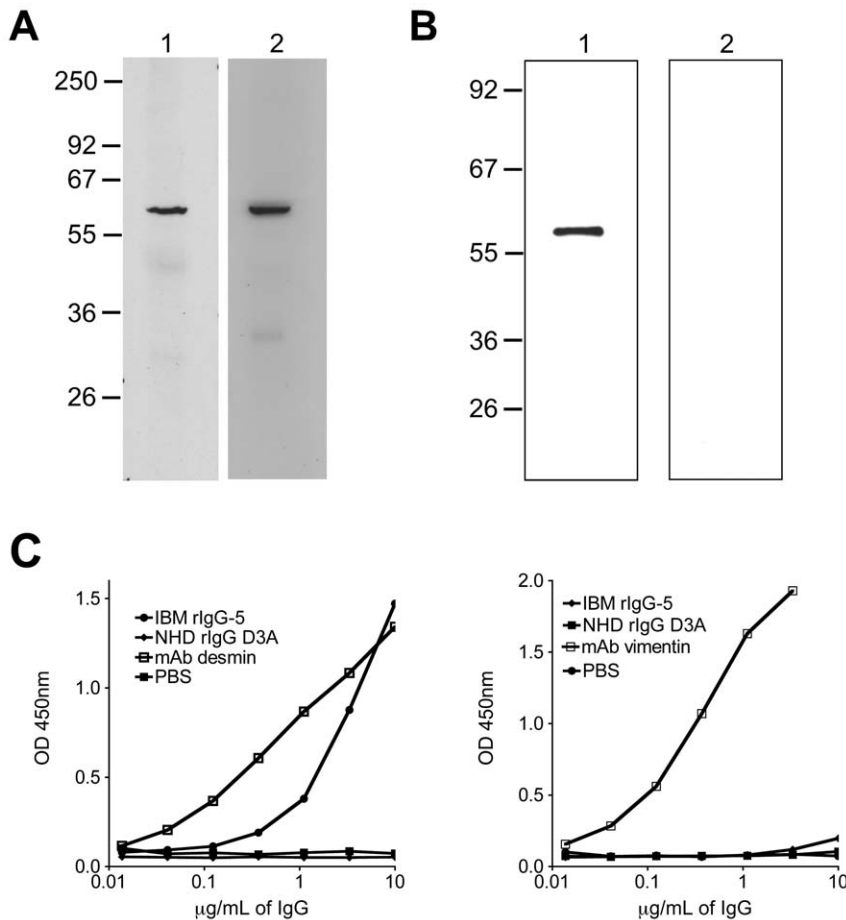 A
1
2
250
92
67
55
36
26
B
1
2
92
67
55
36
26
C
1.5
1.0
0.5
0.0
OD 450nm
IBM rIgG-5
NHD rIgG D3A
mAb desmin
PBS
0.01
0.1
1
10
μg/mL of IgG
2.0
1.5
1.0
0.5
0.0
OD 450nm
IBM rIgG-5
NHD rIgG D3A
mAb vimentin
PBS
0.01
0.1
1
10
μg/mL of IgG